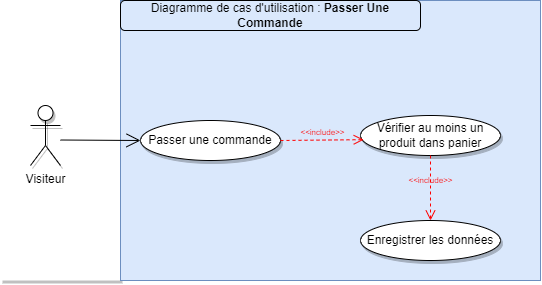 Diagramme de cas d'utilisation : Passer Une
Commande
Passer une commande
<<include>>
Vérifier au moins un
produit dans panier
Visiteur
<<include>>
Enregistrer les données